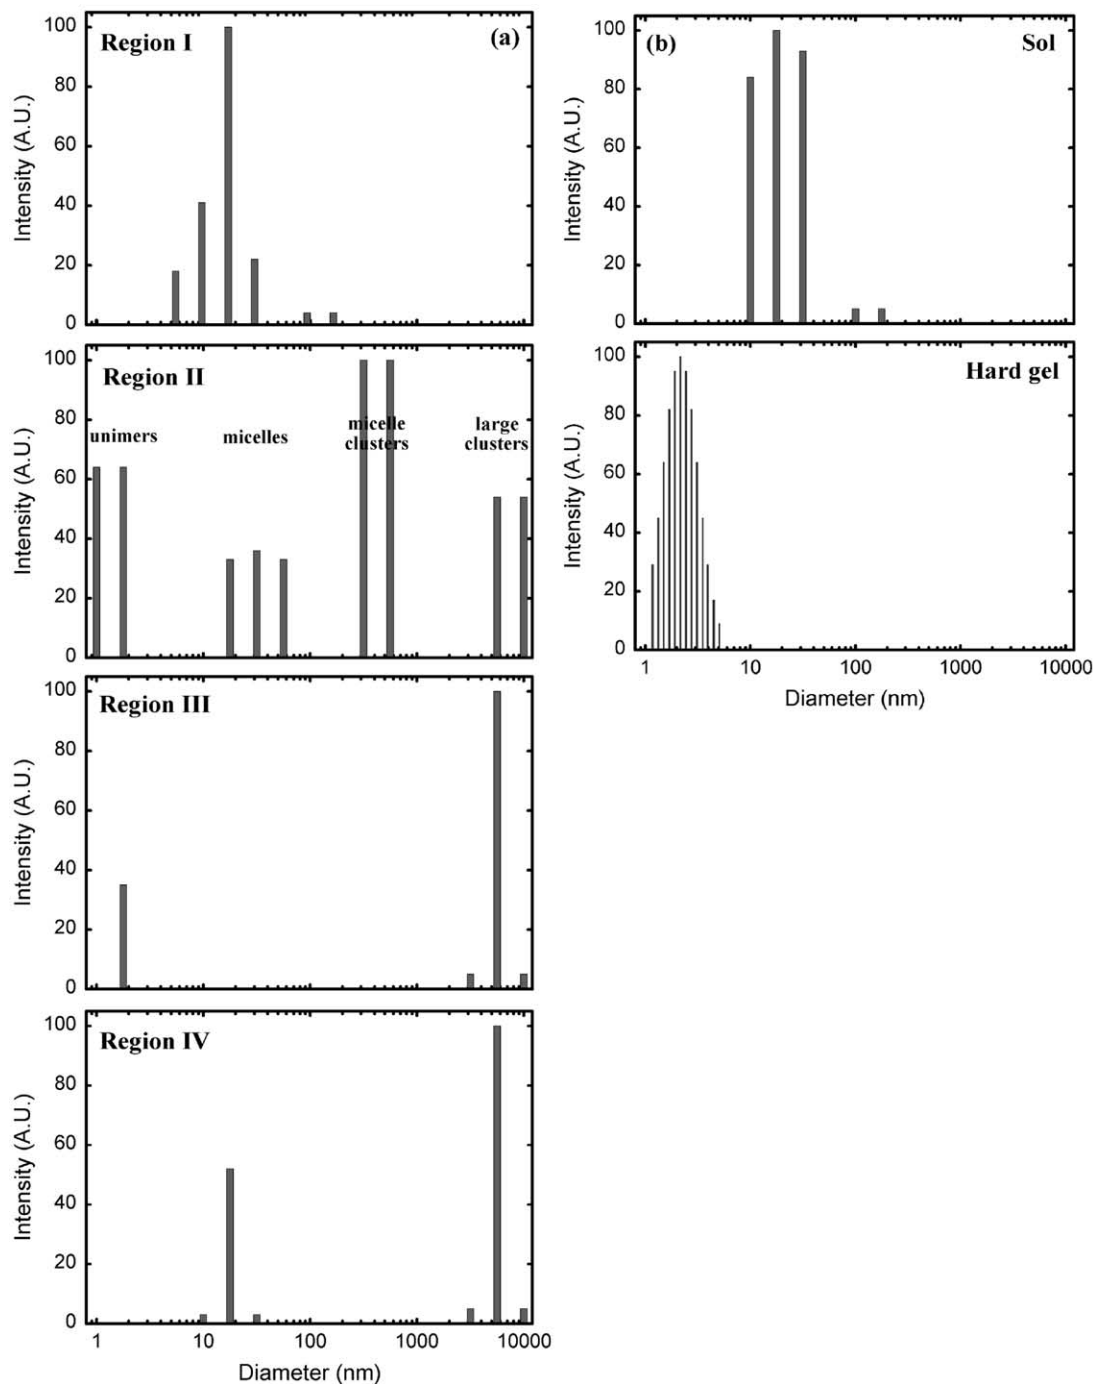 Region I
(a)
Intensity (A.U.)
100
80
60
40
20
0
Region II
unimers
micelles
micelle
clusters
large
clusters
Intensity (A.U.)
100
80
60
40
20
0
Region III
Intensity (A.U.)
100
80
60
40
20
0
Region IV
Intensity (A.U.)
100
80
60
40
20
0
1 10 100 1000 10000
Diameter (nm)
(b)
Sol
Intensity (A.U.)
100
80
60
40
20
0
Hard gel
Intensity (A.U.)
100
80
60
40
20
0
1 10 100 1000 10000
Diameter (nm)